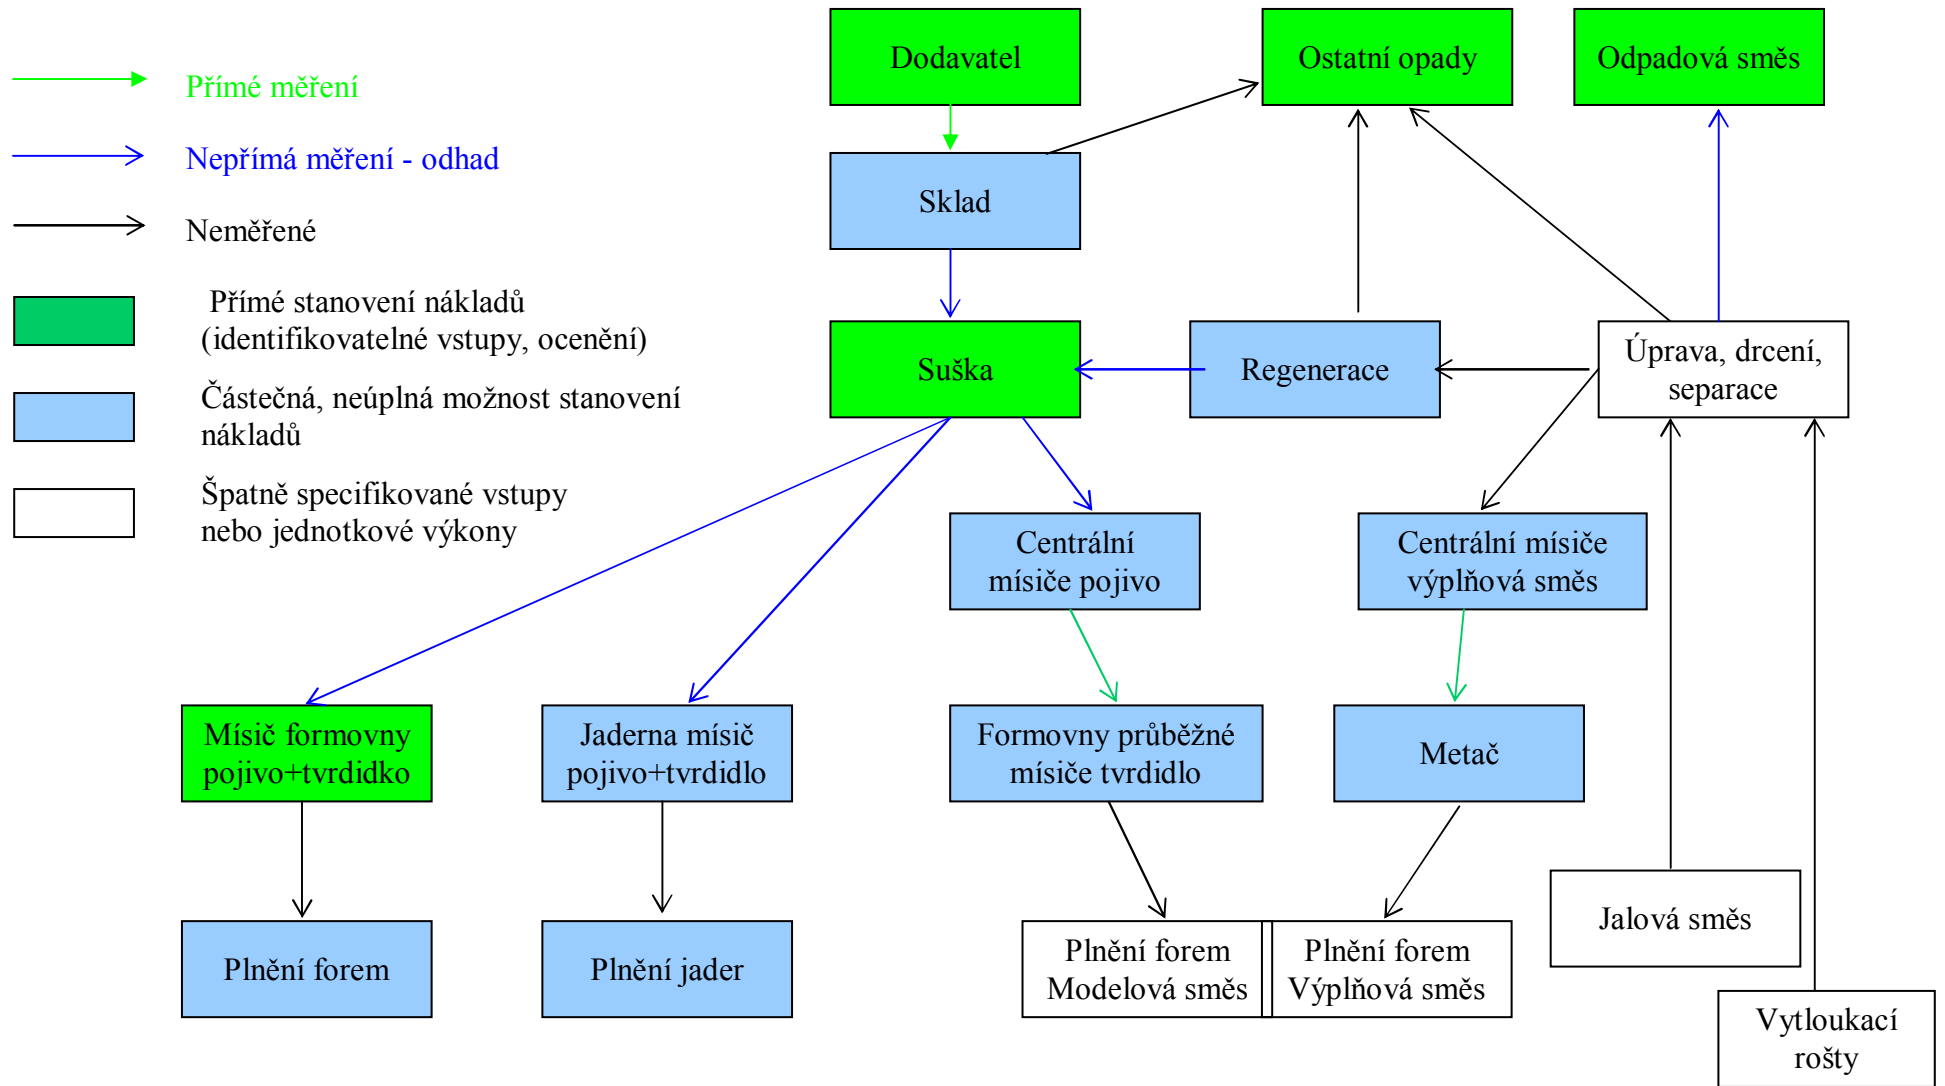 Přímé měření
Nepřímá měření - odhad
Neměřené
Přímé stanovení nákladů
(identifikovatelné vstupy, ocenění)
Částečná, neúplná možnost stanovení
nákladů
Špatně specifikované vstupy
nebo jednotkové výkony
Dodavatel
Ostatní opady
Odpadová směs
Sklad
Suška
Regenerace
Úprava, drcení,
separace
Centrální
mísiče pojivo
Centrální mísiče
výplňová směs
Mísič formovny
pojivo+tvrdidko
Jaderna mísič
pojivo+tvrdidlo
Formovny průběžné
mísiče tvrdidlo
Metač
Plnění forem
Plnění jader
Plnění forem
Modelová směs
Plnění forem
Výplňová směs
Jalová směs
Vytloukací
rošty